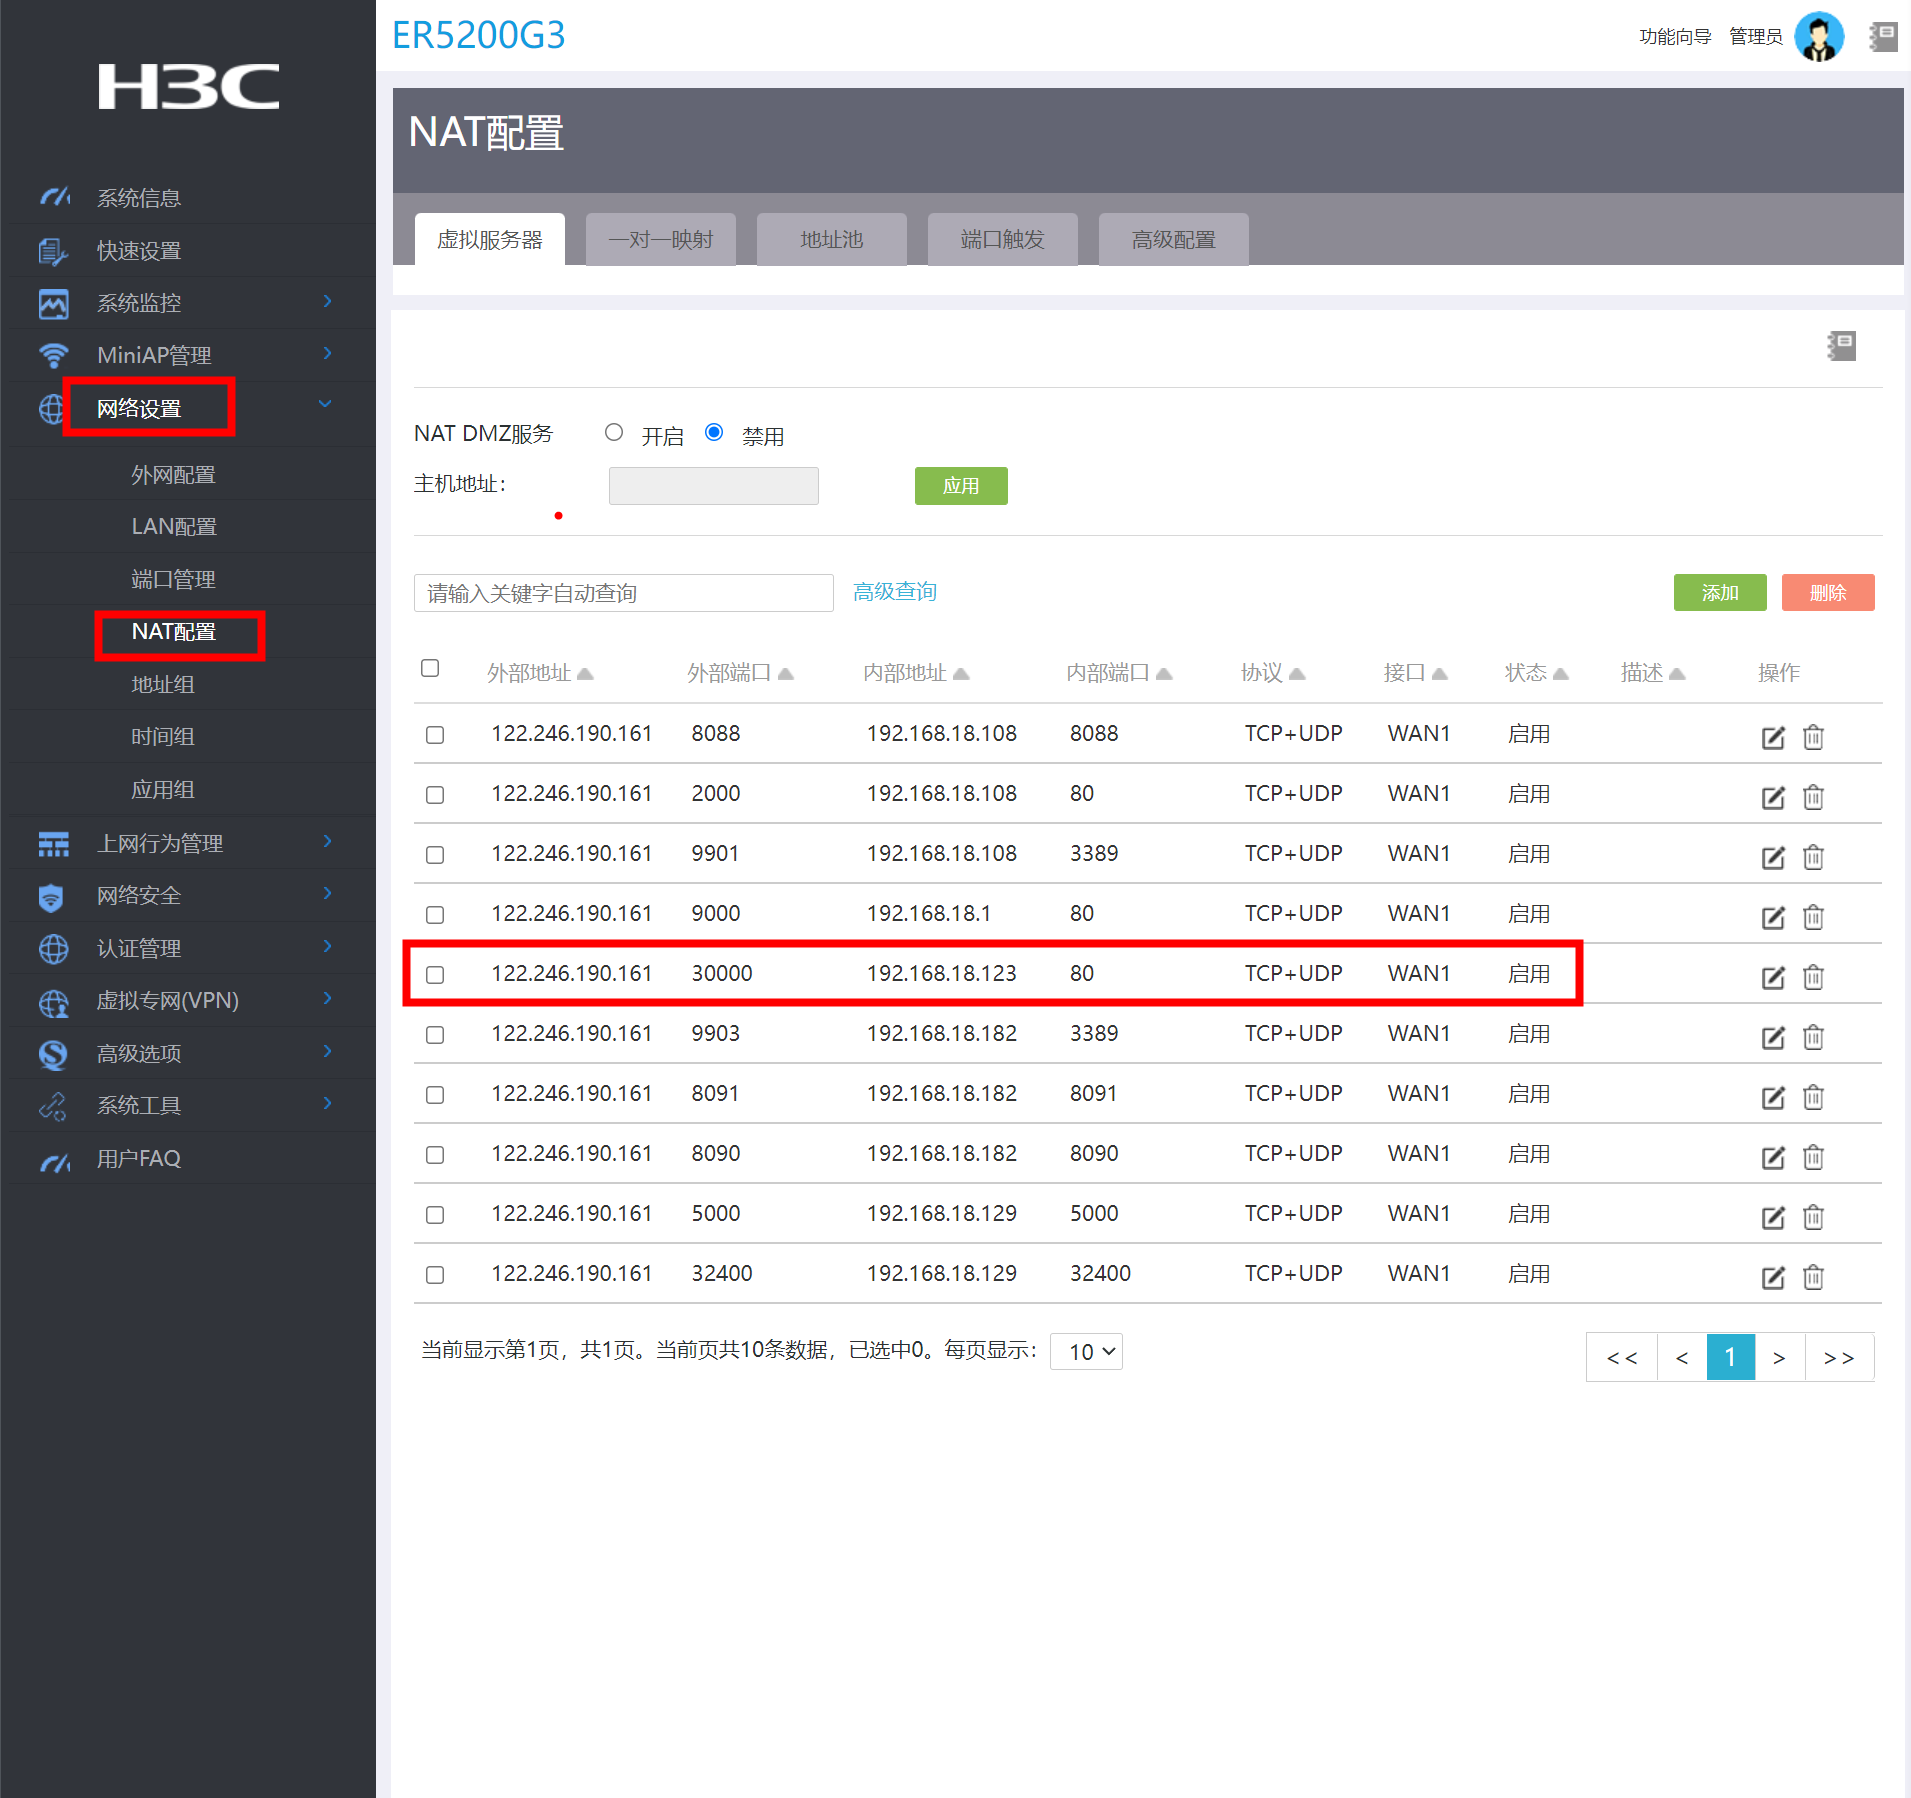 H3C
系统信息
快速设置
系统监控
MiniAP管理
网络设置
外网配置
LAN配置
端口管理
NAT配置
地址组
时间组
应用组
上网行为管理
网络安全
认证管理
虚拟专网(VPN)
高级选项
系统工具
用户FAQ
ER5200G3
功能向导 管理员
NAT配置
虚拟服务器 一对一映射 地址池 端口触发 高级配置
NAT DMZ服务 开启 禁用
主机地址： 应用
请输入关键字自动查询 高级查询 添加 删除
外部地址 外部端口 内部地址 内部端口 协议 接口 状态 描述 操作
122.246.190.161 8088 192.168.18.108 8088 TCP+UDP WAN1 启用
122.246.190.161 2000 192.168.18.108 80 TCP+UDP WAN1 启用
122.246.190.161 9901 192.168.18.108 3389 TCP+UDP WAN1 启用
122.246.190.161 9000 192.168.18.1 80 TCP+UDP WAN1 启用
122.246.190.161 30000 192.168.18.123 80 TCP+UDP WAN1 启用
122.246.190.161 9903 192.168.18.182 3389 TCP+UDP WAN1 启用
122.246.190.161 8091 192.168.18.182 8091 TCP+UDP WAN1 启用
122.246.190.161 8090 192.168.18.182 8090 TCP+UDP WAN1 启用
122.246.190.161 5000 192.168.18.129 5000 TCP+UDP WAN1 启用
122.246.190.161 32400 192.168.18.129 32400 TCP+UDP WAN1 启用
当前显示第1页，共1页。当前页共10条数据，已选中0。每页显示： 10 << < 1 > >>